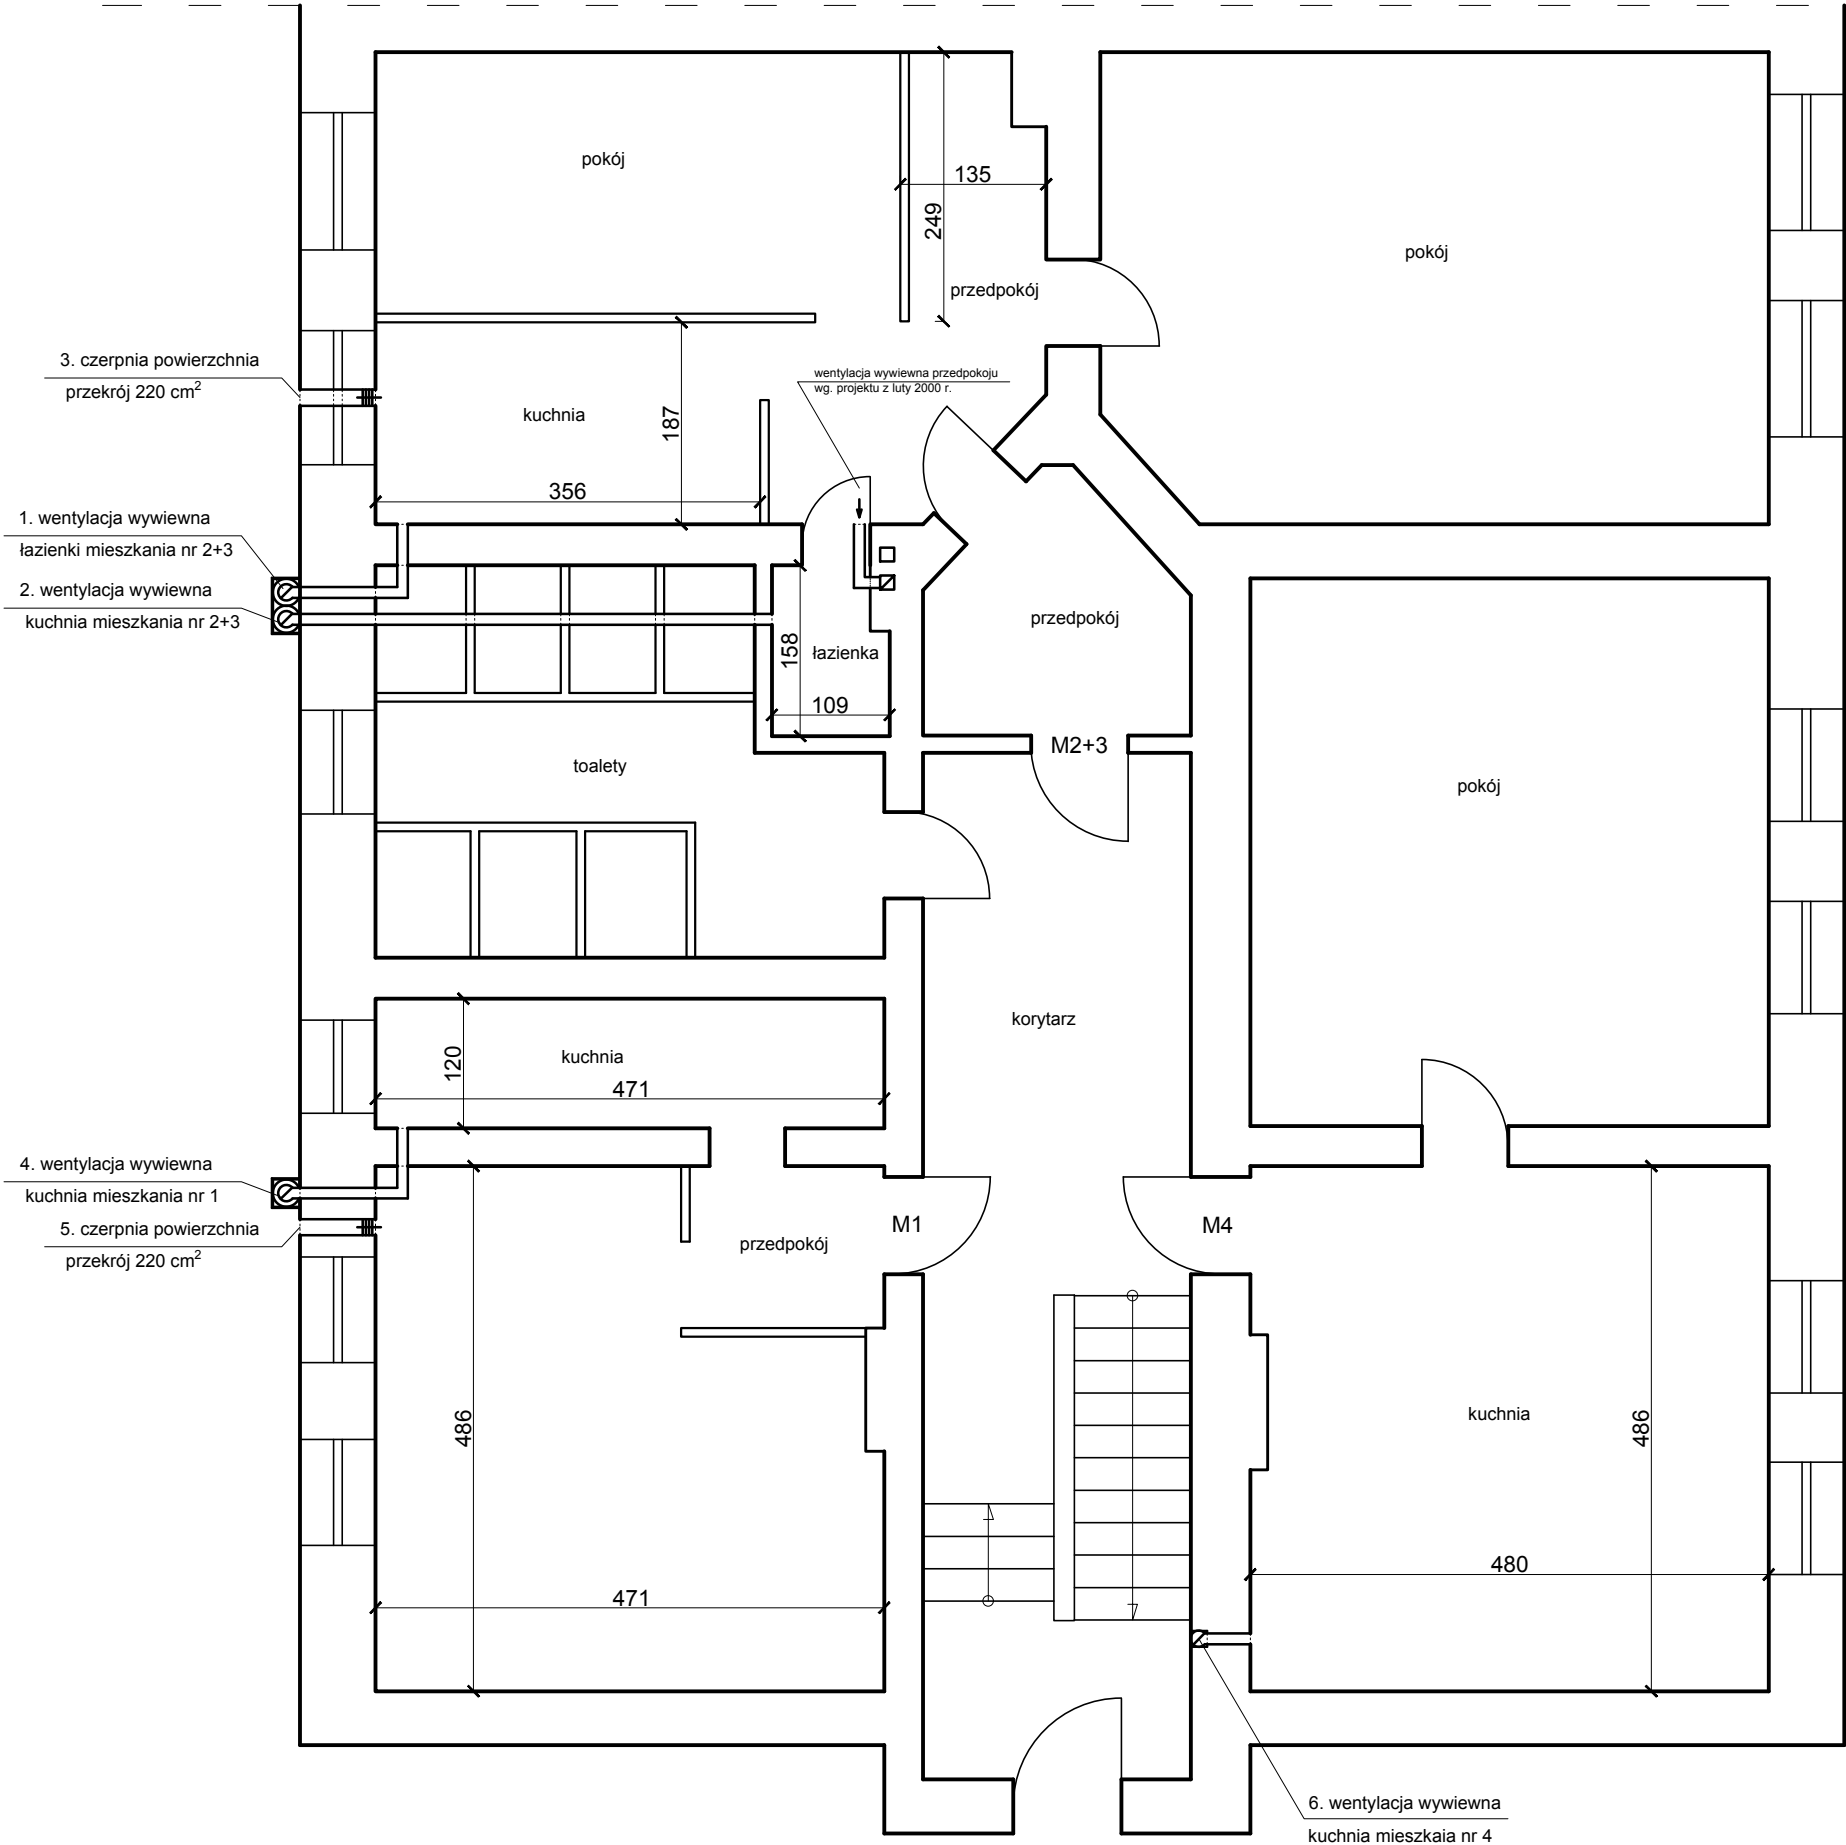 pokój
135
249
pokój
przedpokój
3. czerpnia powierzchnia
przekrój 220 cm²
wentylacja wywiewna przedpokoju
wg. projektu z luty 2000 r.
kuchnia
187
356
1. wentylacja wywiewna
łazienki mieszkania nr 2+3
2. wentylacja wywiewna
kuchnia mieszkania nr 2+3
przedpokój
158
łazienka
109
M2+3
toalety
pokój
korytarz
120
kuchnia
471
4. wentylacja wywiewna
kuchnia mieszkania nr 1
5. czerpnia powierzchnia
przekrój 220 cm²
M1
M4
przedpokój
486
kuchnia
486
480
471
6. wentylacja wywiewna
kuchnia mieszkaia nr 4